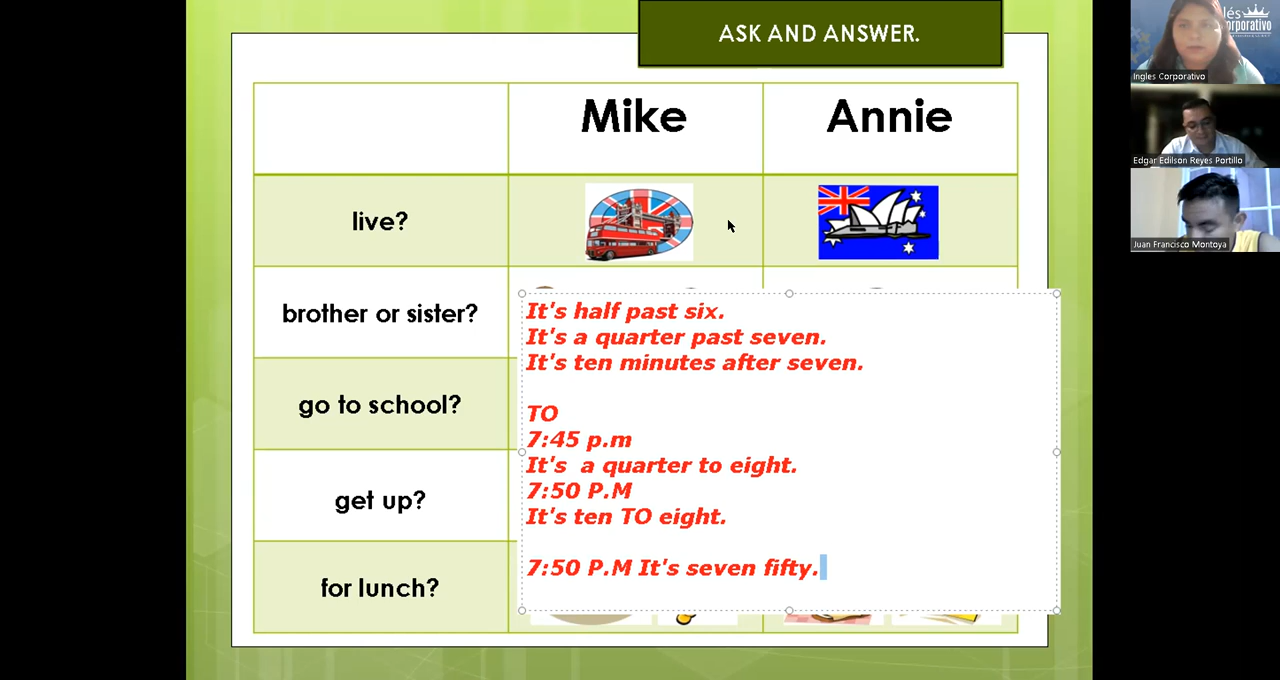 ASK AND ANSWER.
Mike
Annie
live?
brother or sister?
go to school?
get up?
for lunch?
It's half past six.
It's a quarter past seven.
It's ten minutes after seven.
TO
7:45 p.m
It's  a quarter to eight.
7:50 P.M
It's ten TO eight.
7:50 P.M It's seven fifty.
lés
orporativo
Ingles Corporativo
Edgar Edilson Reyes Portillo
Juan Francisco Montoya